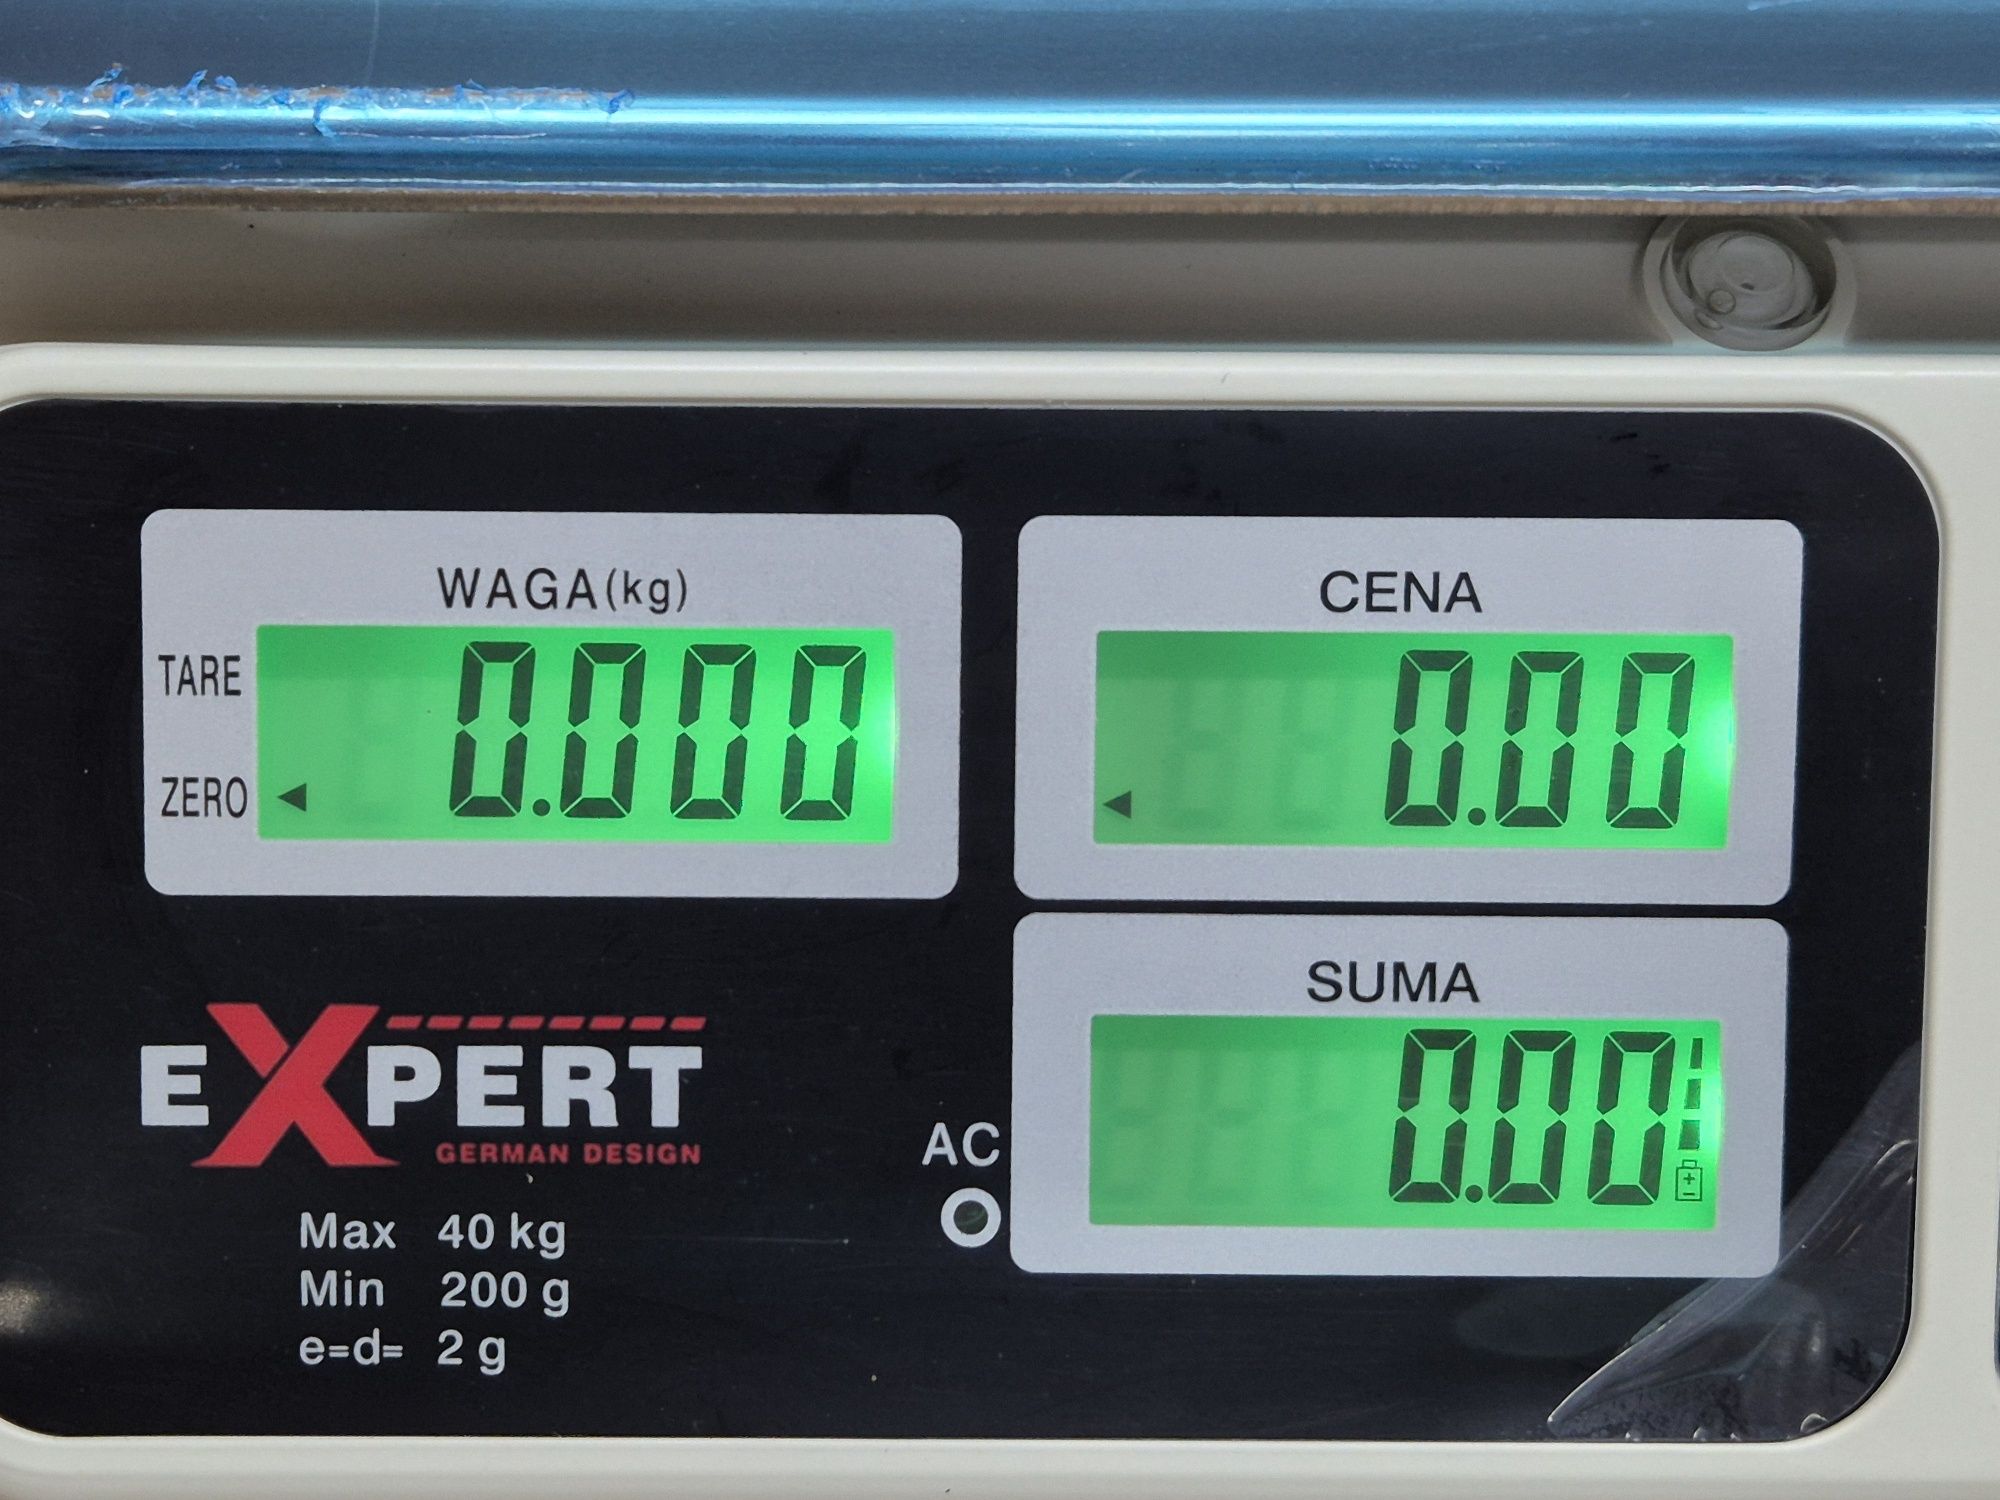 WAGA(kg)
TARE
0.000
ZERO
CENA
0.00
SUMA
0.00
eXPERT
GERMAN DESIGN
AC
Max 40 kg
Min 200 g
e=d= 2 g